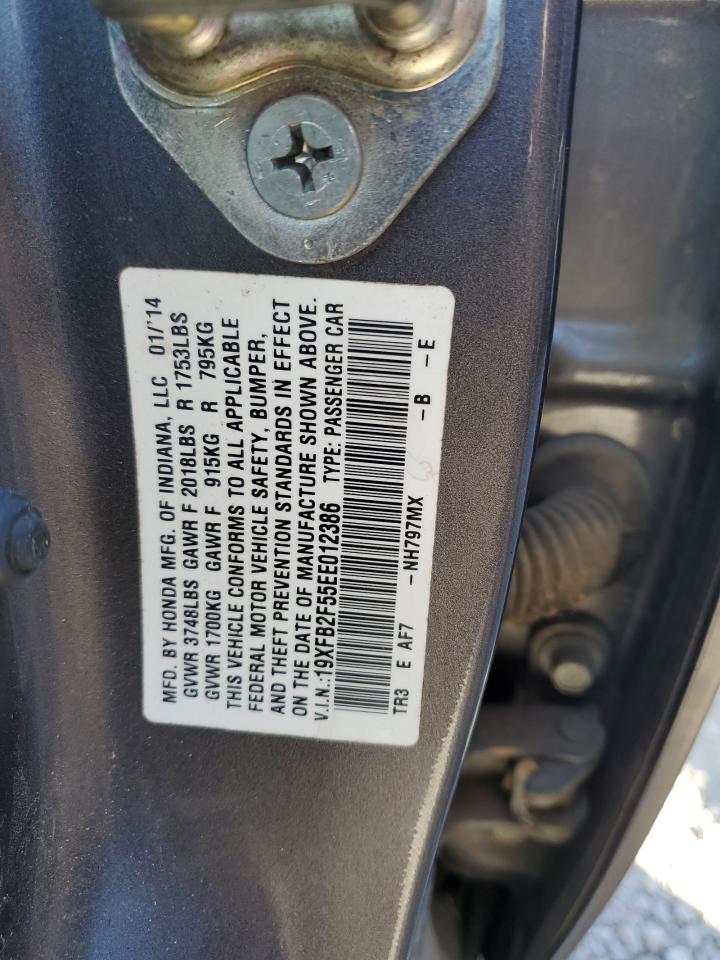 MFD. BY HONDA MFG. OF INDIANA, LLC 01/'14
GVWR 3748LBS GAWR F 2018LBS R 1753LBS
GVWR 1700KG GAWR F 915KG R 795KG
THIS VEHICLE CONFORMS TO ALL APPLICABLE
FEDERAL MOTOR VEHICLE SAFETY, BUMPER,
AND THEFT PREVENTION STANDARDS IN EFFECT
ON THE DATE OF MANUFACTURE SHOWN ABOVE.
V.I.N.:19XFB2F55EE012386 TYPE: PASSENGER CAR
TR3 E AF7 -NH797MX -B -E